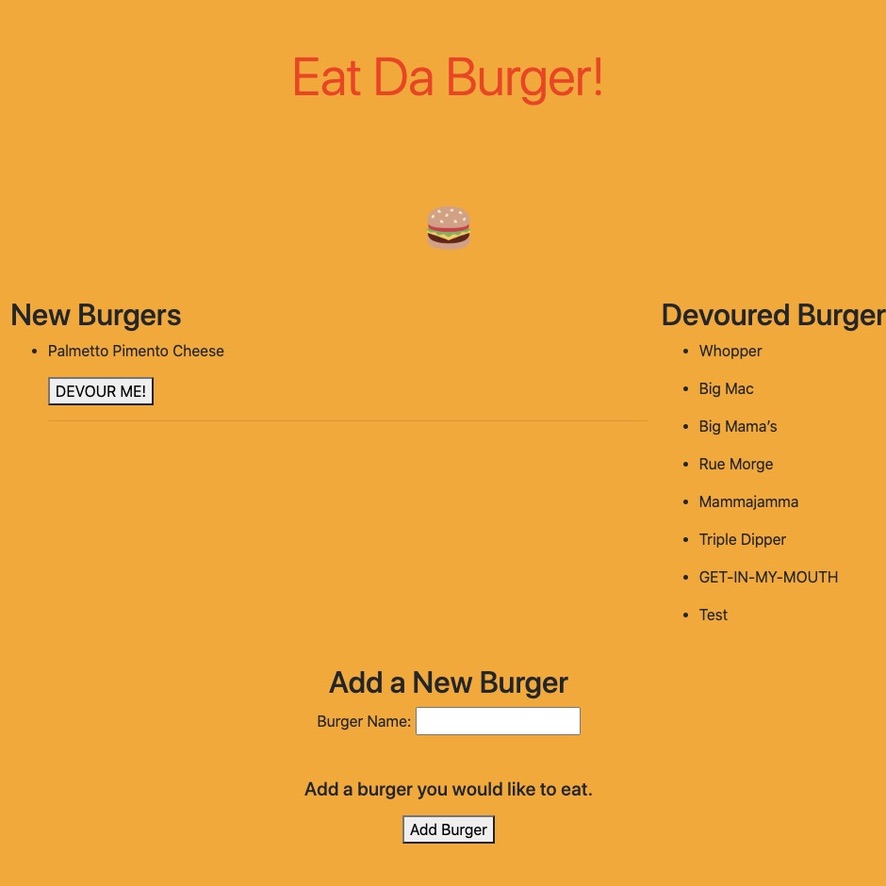 Eat Da Burger!
New Burgers
Palmetto Pimento Cheese
DEVOUR ME!
Devoured Burger
Whopper
Big Mac
Big Mama’s
Rue Morge
Mammajamma
Triple Dipper
GET-IN-MY-MOUTH
Test
Add a New Burger
Burger Name:
Add a burger you would like to eat.
Add Burger